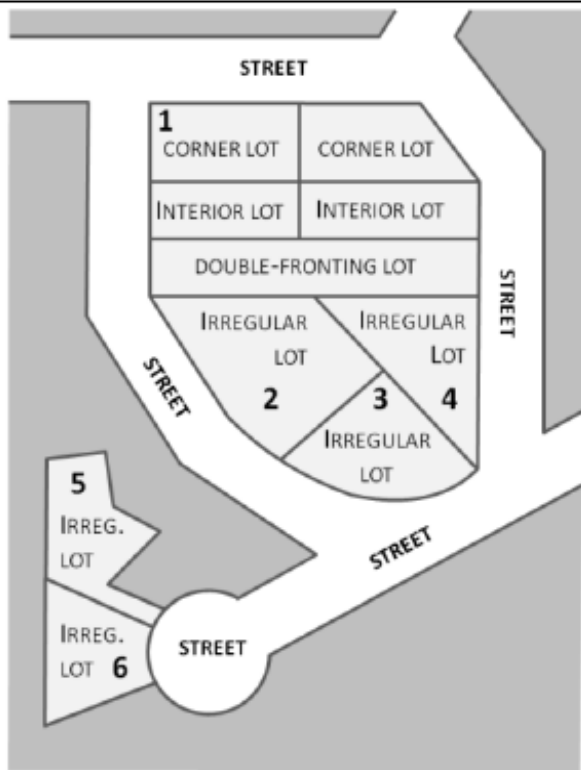 STREET
1
CORNER LOT
CORNER LOT
INTERIOR LOT
INTERIOR LOT
DOUBLE-FRONTING LOT
STREET
IRREGULAR
LOT
2
IRREGULAR
LOT
4
STREET
3
IRREGULAR
LOT
5
IRREG.
LOT
STREET
IRREG.
LOT 6
STREET